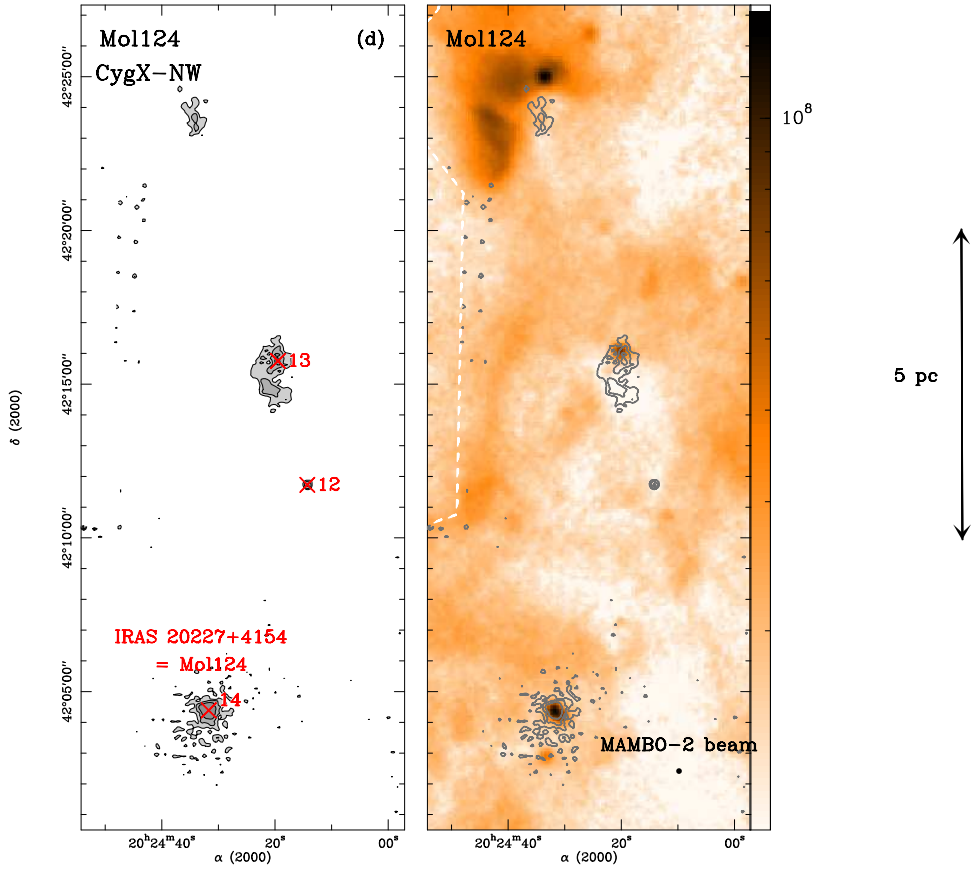 Mol124
(d)
CygX-NW
42°25'00"
42°20'00"
42°15'00"
42°10'00"
42°05'00"
δ (2000)
13
12
IRAS 20227+4154
= Mol124
14
20ʰ24ᵐ40ˢ
20ˢ
00ˢ
α (2000)
Mol124
MAMBO-2 beam
20ʰ24ᵐ40ˢ
20ˢ
00ˢ
α (2000)
10⁸
5 pc